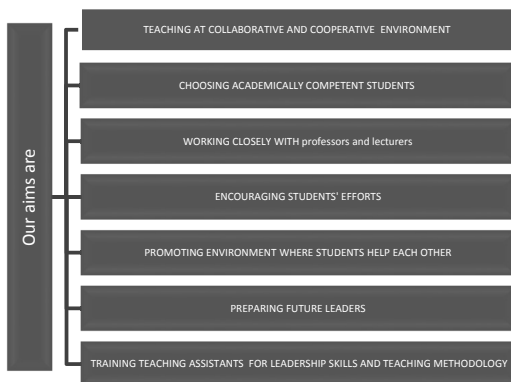 Our aims are
TEACHING AT COLLABORATIVE AND COOPERATIVE ENVIRONMENT
CHOOSING ACADEMICALLY COMPETENT STUDENTS
WORKING CLOSELY WITH professors and lecturers
ENCOURAGING STUDENTS' EFFORTS
PROMOTING ENVIRONMENT WHERE STUDENTS HELP EACH OTHER
PREPARING FUTURE LEADERS
TRAINING TEACHING ASSISTANTS FOR LEADERSHIP SKILLS AND TEACHING METHODOLOGY